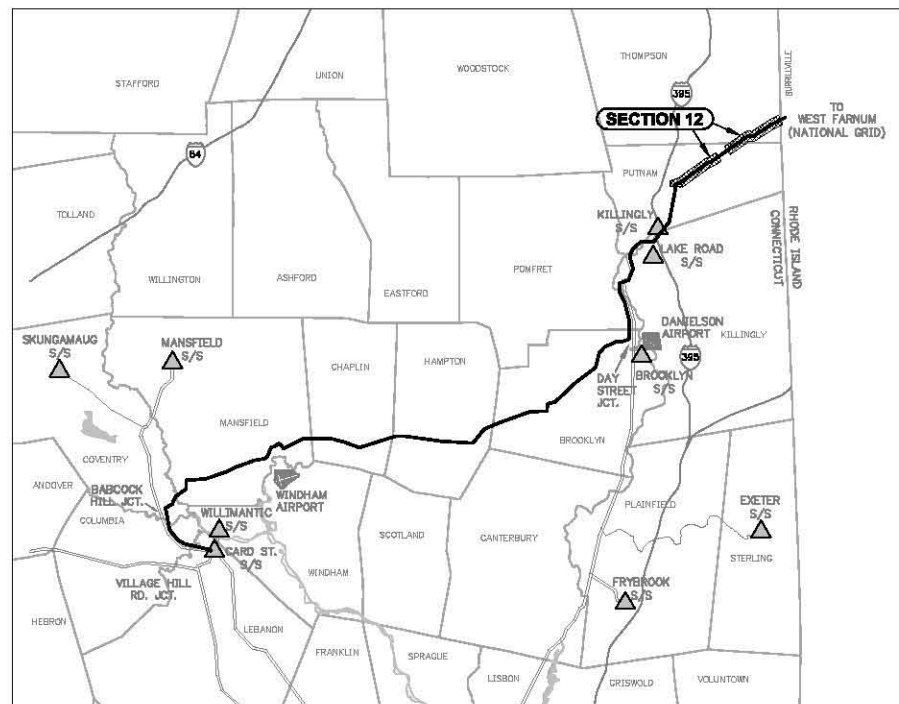 THOMPSON
BURRILLVILLE
WOODSTOCK
UNION
STAFFORD
395
TO
WEST FARNUM
(NATIONAL GRID)
SECTION 12
84
PUTNAM
TOLLAND
KILLINGLY
S/S
LAKE ROAD
S/S
RHODE ISLAND
CONNECTICUT
POMFRET
WILLINGTON
ASHFORD
EASTFORD
DANIELSON
AIRPORT
KILLINGLY
SKUNGAMAUG
S/S
MANSFIELD
S/S
395
CHAPLIN
HAMPTON
BROOKLYN
S/S
DAY
STREET
JCT.
MANSFIELD
BROOKLYN
COVENTRY
ANDOVER
BABCOCK
HILL JCT.
WINDHAM
AIRPORT
PLAINFIELD
EXETER
S/S
COLUMBIA
WILLIMANTIC
S/S
SCOTLAND
CANTERBURY
CARD ST.
S/S
STERLING
WINDHAM
VILLAGE HILL
RD. JCT.
FRYBROOK
S/S
HEBRON
LEBANON
FRANKLIN
SPRAGUE
LISBON
GRISWOLD
VOLUNTOWN